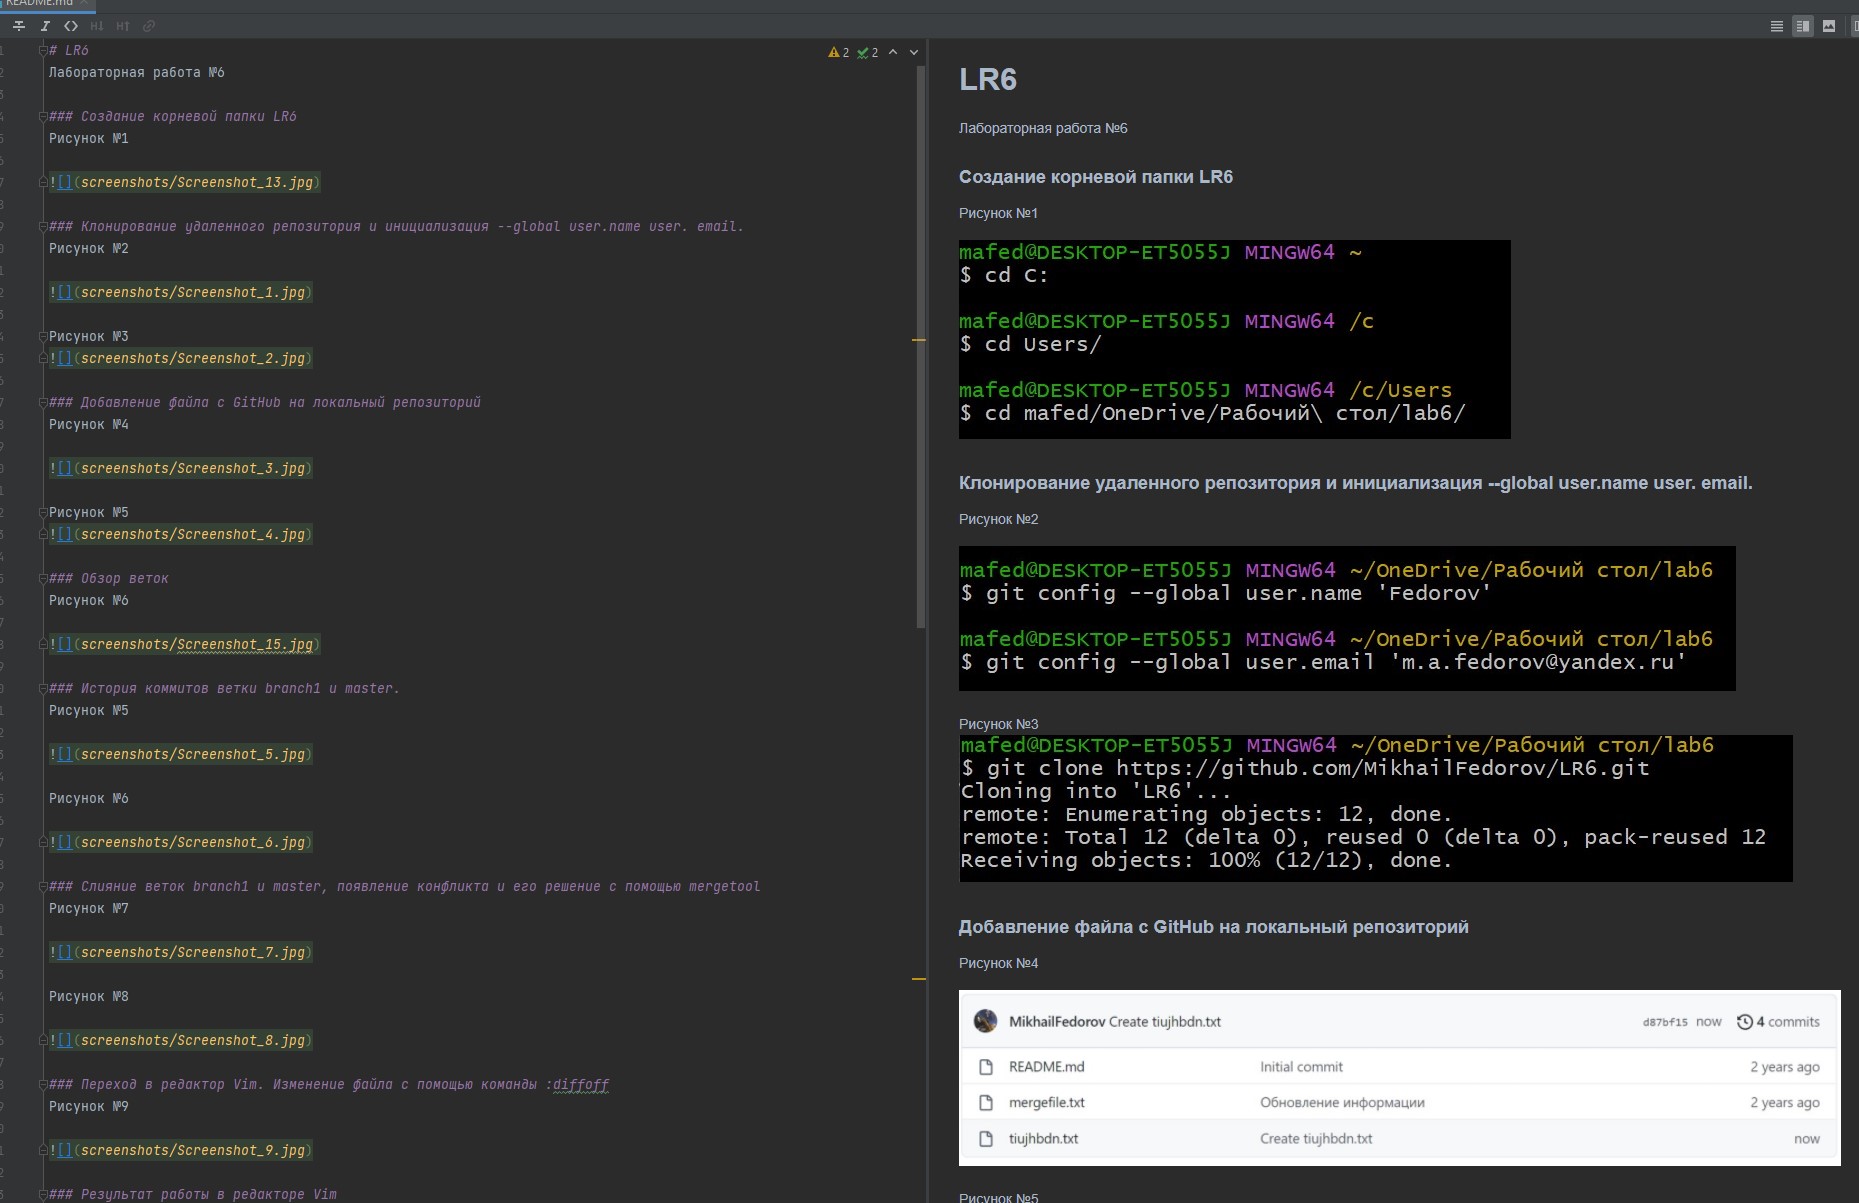 README.md
# LR6
Лабораторная работа №6
### Создание корневой папки LR6
Рисунок №1
![](screenshots/Screenshot_13.jpg)
### Клонирование удаленного репозитория и инициализация --global user.name user. email.
Рисунок №2
![](screenshots/Screenshot_1.jpg)
Рисунок №3
![](screenshots/Screenshot_2.jpg)
### Добавление файла с GitHub на локальный репозиторий
Рисунок №4
![](screenshots/Screenshot_3.jpg)
Рисунок №5
![](screenshots/Screenshot_4.jpg)
### Обзор веток
Рисунок №6
![](screenshots/Screenshot_15.jpg)
### История коммитов ветки branch1 и master.
Рисунок №5
![](screenshots/Screenshot_5.jpg)
Рисунок №6
![](screenshots/Screenshot_6.jpg)
### Слияние веток branch1 и master, появление конфликта и его решение с помощью mergetool
Рисунок №7
![](screenshots/Screenshot_7.jpg)
Рисунок №8
![](screenshots/Screenshot_8.jpg)
### Переход в редактор Vim. Изменение файла с помощью команды :diffoff
Рисунок №9
![](screenshots/Screenshot_9.jpg)
### Результат работы в редакторе Vim
2 2
LR6
Лабораторная работа №6
Создание корневой папки LR6
Рисунок №1
mafed@DESKTOP-ET5O55J MINGW64 ~
$ cd C:
mafed@DESKTOP-ET5O55J MINGW64 /c
$ cd Users/
mafed@DESKTOP-ET5O55J MINGW64 /c/Users
$ cd mafed/OneDrive/Рабочий\ стол/lab6/
Клонирование удаленного репозитория и инициализация --global user.name user. email.
Рисунок №2
mafed@DESKTOP-ET5O55J MINGW64 ~/OneDrive/Рабочий стол/lab6
$ git config --global user.name 'Fedorov'
mafed@DESKTOP-ET5O55J MINGW64 ~/OneDrive/Рабочий стол/lab6
$ git config --global user.email 'm.a.fedorov@yandex.ru'
Рисунок №3
mafed@DESKTOP-ET5O55J MINGW64 ~/OneDrive/Рабочий стол/lab6
$ git clone https://github.com/MikhailFedorov/LR6.git
Cloning into 'LR6'...
remote: Enumerating objects: 12, done.
remote: Total 12 (delta 0), reused 0 (delta 0), pack-reused 12
Receiving objects: 100% (12/12), done.
Добавление файла с GitHub на локальный репозиторий
Рисунок №4
MikhailFedorov Create tiujhbdn.txt d87bf15 now 4 commits
README.md Initial commit 2 years ago
mergefile.txt Обновление информации 2 years ago
tiujhbdn.txt Create tiujhbdn.txt now
Рисунок №5